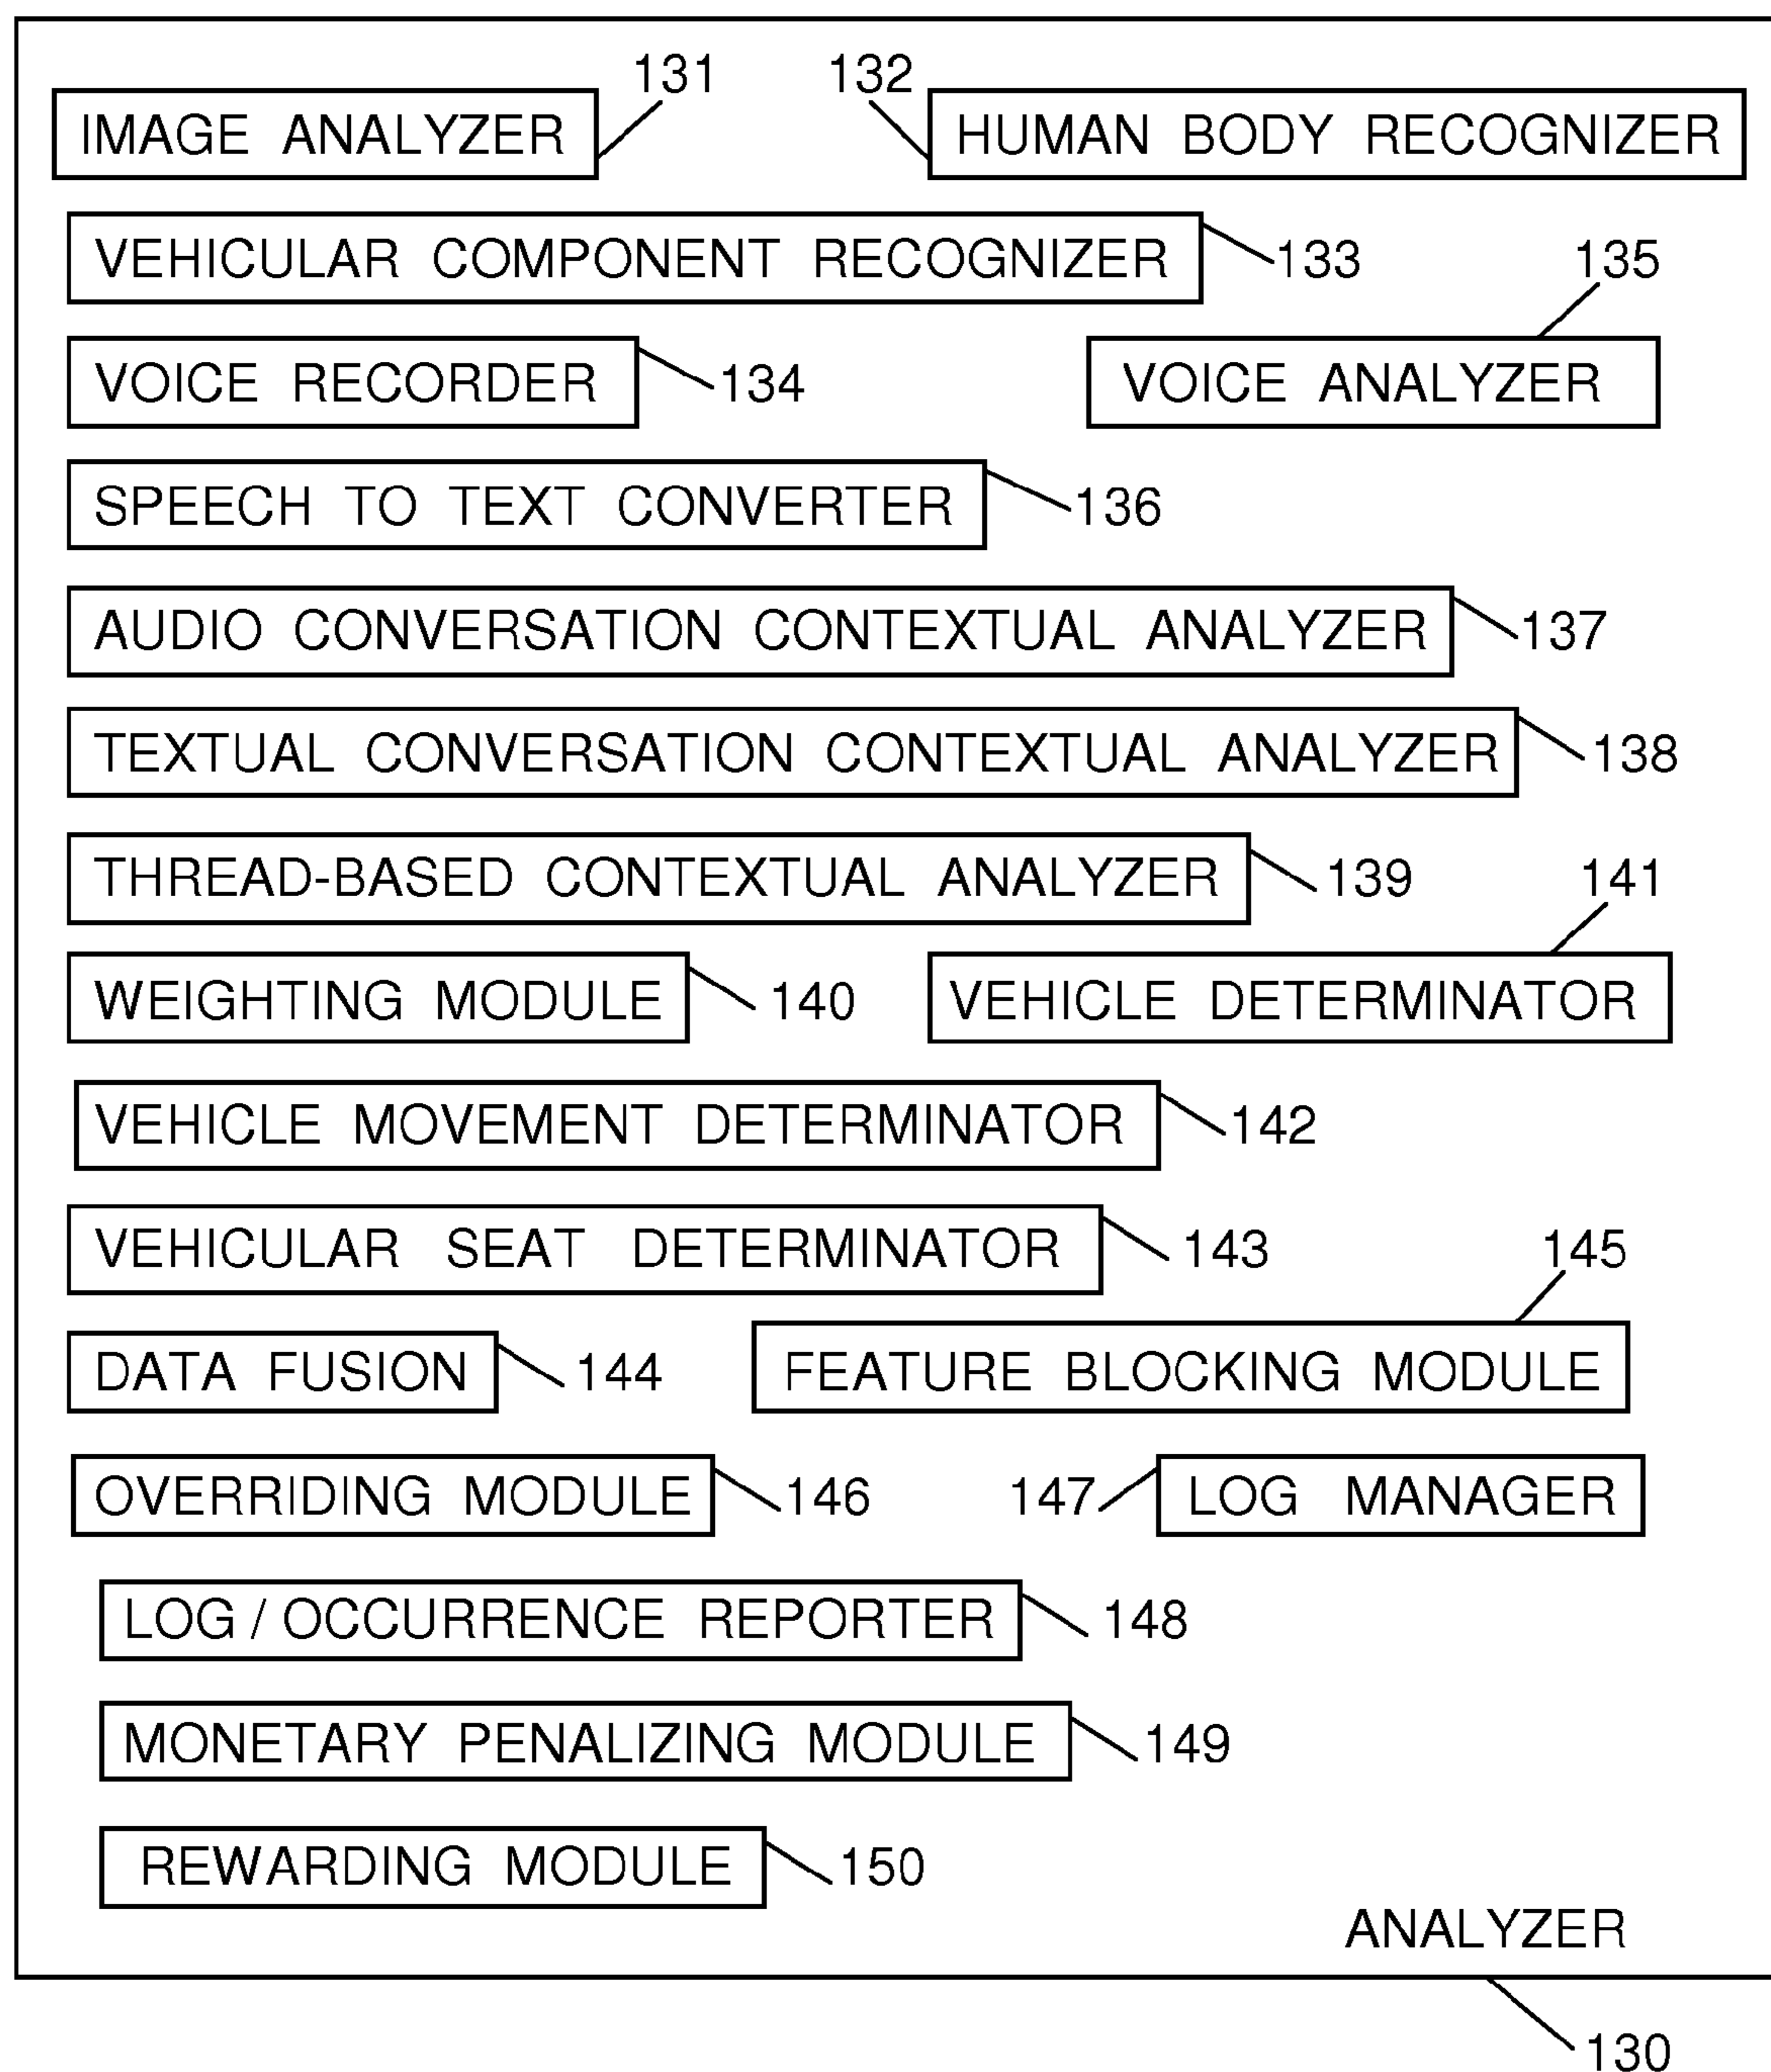 131 132
IMAGE ANALYZER HUMAN BODY RECOGNIZER
VEHICULAR COMPONENT RECOGNIZER 133 135
VOICE RECORDER 134 VOICE ANALYZER
SPEECH TO TEXT CONVERTER 136
AUDIO CONVERSATION CONTEXTUAL ANALYZER 137
TEXTUAL CONVERSATION CONTEXTUAL ANALYZER 138
THREAD-BASED CONTEXTUAL ANALYZER 139 141
WEIGHTING MODULE 140 VEHICLE DETERMINATOR
VEHICLE MOVEMENT DETERMINATOR 142
VEHICULAR SEAT DETERMINATOR 143 145
DATA FUSION 144 FEATURE BLOCKING MODULE
OVERRIDING MODULE 146 147 LOG MANAGER
LOG / OCCURRENCE REPORTER 148
MONETARY PENALIZING MODULE 149
REWARDING MODULE 150
ANALYZER
130